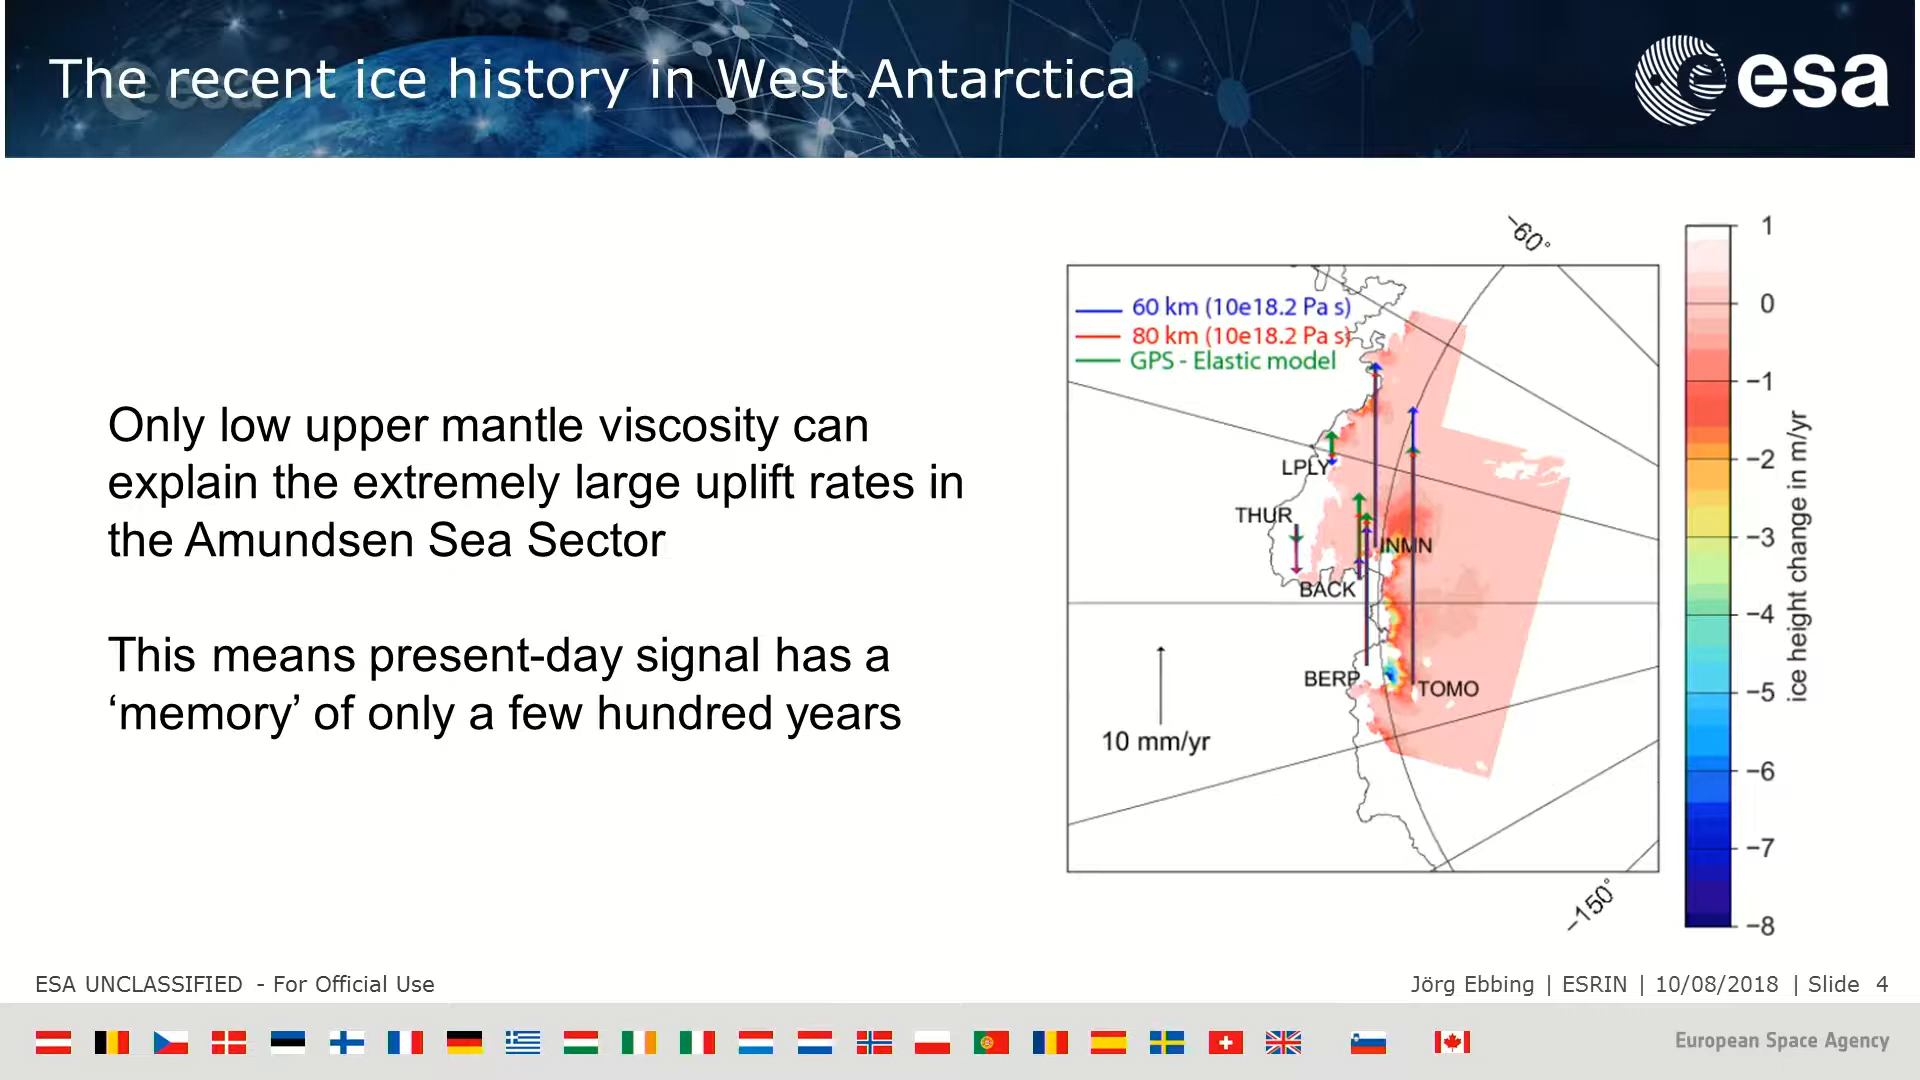 The recent ice history in West Antarctica
esa
Only low upper mantle viscosity can
explain the extremely large uplift rates in
the Amundsen Sea Sector
This means present-day signal has a
‘memory’ of only a few hundred years
60 km (10e18.2 Pa s)
80 km (10e18.2 Pa s)
GPS - Elastic model
−60°
LPLY
THUR
INMN
BACK
BERP
TOMO
10 mm/yr
−150°
1
0
−1
−2
−3
−4
−5
−6
−7
−8
ice height change in m/yr
ESA UNCLASSIFIED - For Official Use
Jörg Ebbing | ESRIN | 10/08/2018 | Slide 4
European Space Agency